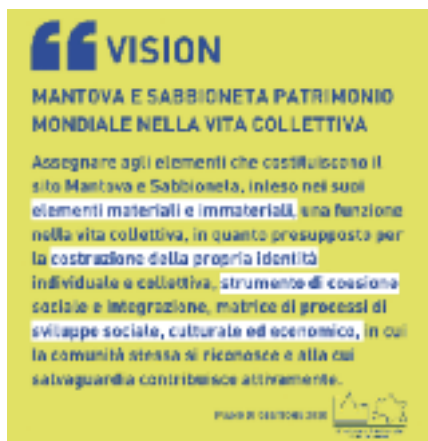 VISION
MANTOVA E SABBIONETA PATRIMONIO
MONDIALE NELLA VITA COLLETTIVA
Assegnare agli elementi che costituiscono il
sito Mantova e Sabbioneta, inteso nei suoi
elementi materiali e immateriali, una funzione
nella vita collettiva, in quanto presupposto per
la costruzione della propria identità
individuale e collettiva, strumento di coesione
sociale e integrazione, matrice di processi di
sviluppo sociale, culturale ed economico, in cui
la comunità stessa si riconosce e alla cui
salvaguardia contribuisce attivamente.
PIANO DI GESTIONE